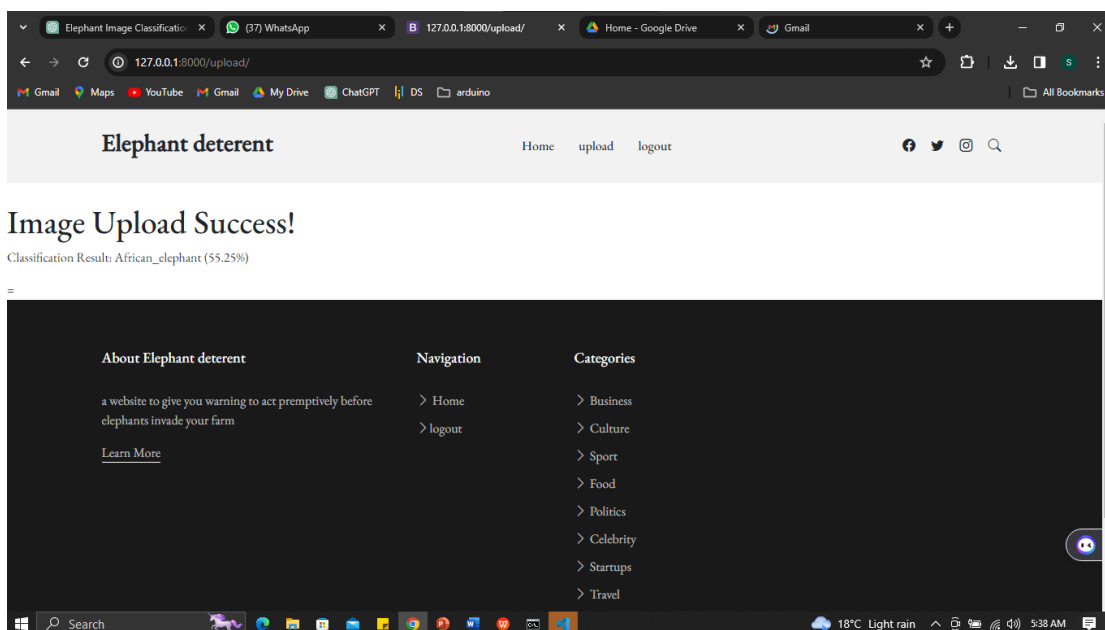 Elephant Image Classificatio
(37) WhatsApp
127.0.0.1:8000/upload/
Home - Google Drive
Gmail
127.0.0.1:8000/upload/
S
Gmail
Maps
YouTube
Gmail
My Drive
ChatGPT
DS
arduino
All Bookmarks
Elephant deterent
Home
upload
logout
Image Upload Success!
Classification Result: African_elephant (55.25%)
=
About Elephant deterent
a website to give you warning to act premptively before
elephants invade your farm
Learn More
Navigation
Home
logout
Categories
Business
Culture
Sport
Food
Politics
Celebrity
Startups
Travel
Search
18°C Light rain
5:38 AM